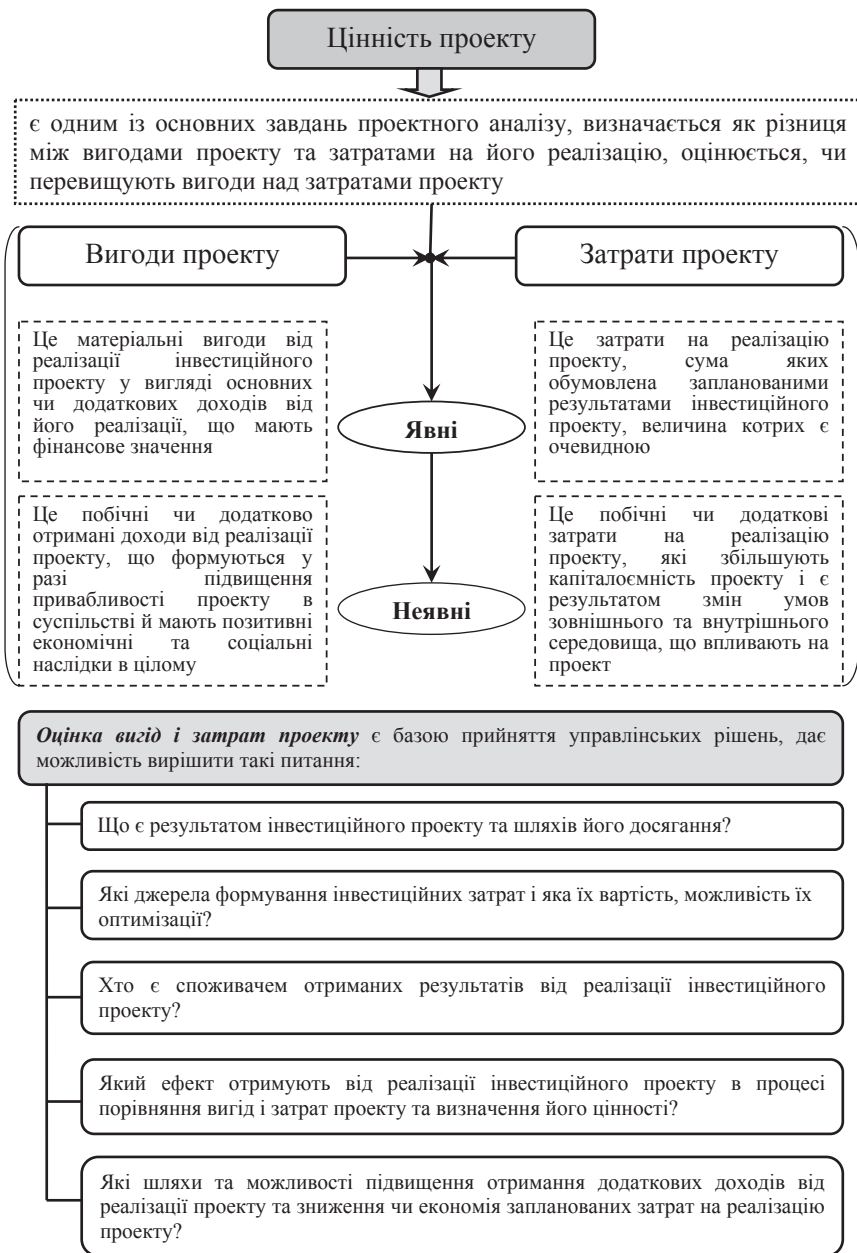 Цінність проекту
є одним із основних завдань проектного аналізу, визначається як різниця
між вигодами проекту та затратами на його реалізацію, оцінюється, чи
перевищують вигоди над затратами проекту
Вигоди проекту
Затрати проекту
Це матеріальні вигоди від
реалізації інвестиційного
проекту у вигляді основних
чи додаткових доходів від
його реалізації, що мають
фінансове значення
Явні
Це затрати на реалізацію
проекту, сума яких
обумовлена запланованими
результатами інвестиційного
проекту, величина котрих є
очевидною
Це побічні чи додатково
отримані доходи від реалізації
проекту, що формуються у
разі підвищення
привабливості проекту в
суспільстві й мають позитивні
економічні та соціальні
наслідки в цілому
Неявні
Це побічні чи додаткові
затрати на реалізацію
проекту, які збільшують
капіталоємність проекту і є
результатом змін умов
зовнішнього та внутрішнього
середовища, що впливають на
проект
Оцінка вигід і затрат проекту є базою прийняття управлінських рішень, дає
можливість вирішити такі питання:
Що є результатом інвестиційного проекту та шляхів його досягання?
Які джерела формування інвестиційних затрат і яка їх вартість, можливість їх
оптимізації?
Хто є споживачем отриманих результатів від реалізації інвестиційного
проекту?
Який ефект отримують від реалізації інвестиційного проекту в процесі
порівняння вигід і затрат проекту та визначення його цінності?
Які шляхи та можливості підвищення отримання додаткових доходів від
реалізації проекту та зниження чи економія запланованих затрат на реалізацію
проекту?